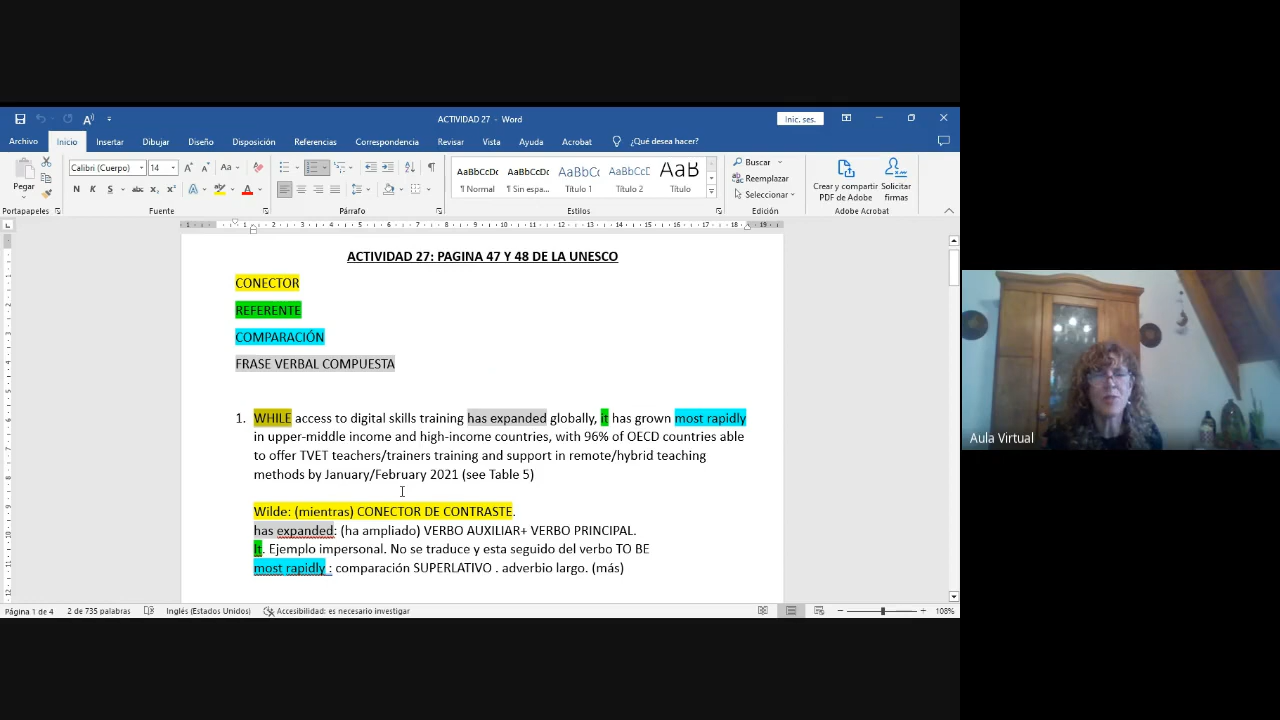 ACTIVIDAD 27 - Word
Inic. ses.
Archivo Inicio Insertar Dibujar Diseño Disposición Referencias Correspondencia Revisar Vista Ayuda Acrobat ¿Qué desea hacer?
Pegar
Calibri (Cuerpo) 14
N K S abc x₂ x² A A
AaBbCcDc AaBbCcDc AaBbCc AaBbCcC AaB
¶ Normal ¶ Sin espa... Título 1 Título 2 Título
Buscar
Reemplazar
Seleccionar
Crear y compartir PDF de Adobe
Solicitar firmas
Portapapeles Fuente Párrafo Estilos Edición Adobe Acrobat
ACTIVIDAD 27: PAGINA 47 Y 48 DE LA UNESCO
CONECTOR
REFERENTE
COMPARACIÓN
FRASE VERBAL COMPUESTA
1. WHILE access to digital skills training has expanded globally, it has grown most rapidly
in upper-middle income and high-income countries, with 96% of OECD countries able
to offer TVET teachers/trainers training and support in remote/hybrid teaching
methods by January/February 2021 (see Table 5)
Wilde: (mientras) CONECTOR DE CONTRASTE.
has expanded: (ha ampliado) VERBO AUXILIAR+ VERBO PRINCIPAL.
It. Ejemplo impersonal. No se traduce y esta seguido del verbo TO BE
most rapidly : comparación SUPERLATIVO . adverbio largo. (más)
Página 1 de 4 2 de 735 palabras Inglés (Estados Unidos) Accesibilidad: es necesario investigar 108%
Aula Virtual